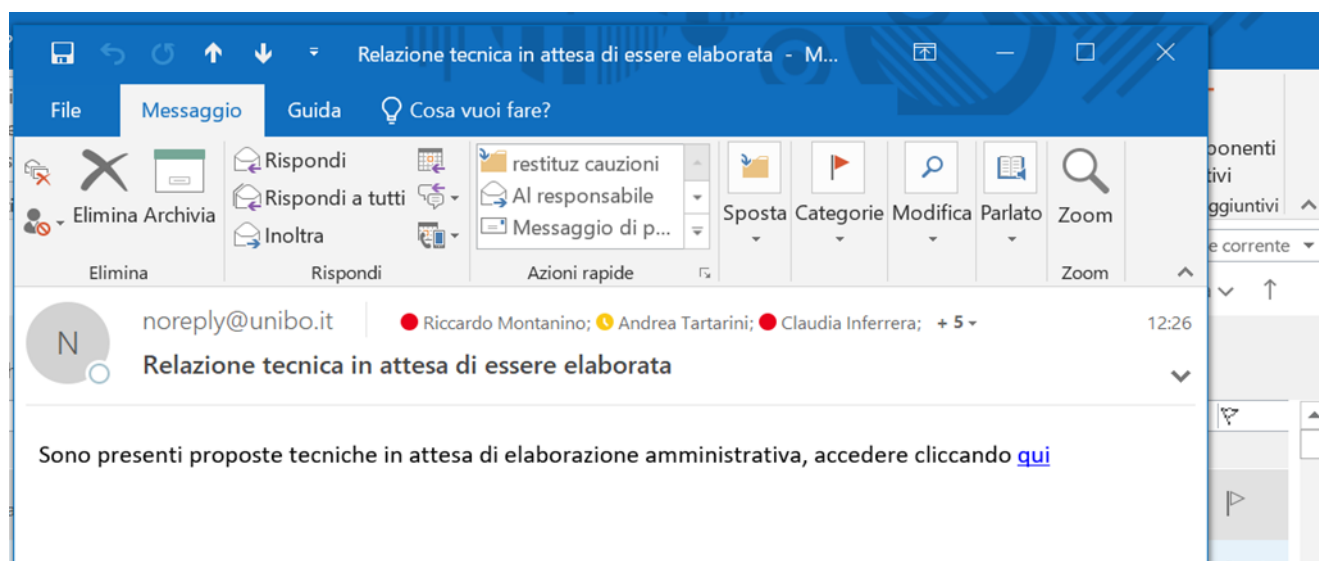 Relazione tecnica in attesa di essere elaborata - M...
File Messaggio Guida Cosa vuoi fare?
Elimina Archivia
Rispondi
Rispondi a tutti
Inoltra
restituz cauzioni
Al responsabile
Messaggio di p...
Sposta Categorie Modifica Parlato Zoom
Elimina Rispondi Azioni rapide Zoom
ggiuntivi
e corrente
noreply@unibo.it Riccardo Montanino; Andrea Tartarini; Claudia Inferrera; + 5 12:26
N
Relazione tecnica in attesa di essere elaborata
Sono presenti proposte tecniche in attesa di elaborazione amministrativa, accedere cliccando qui